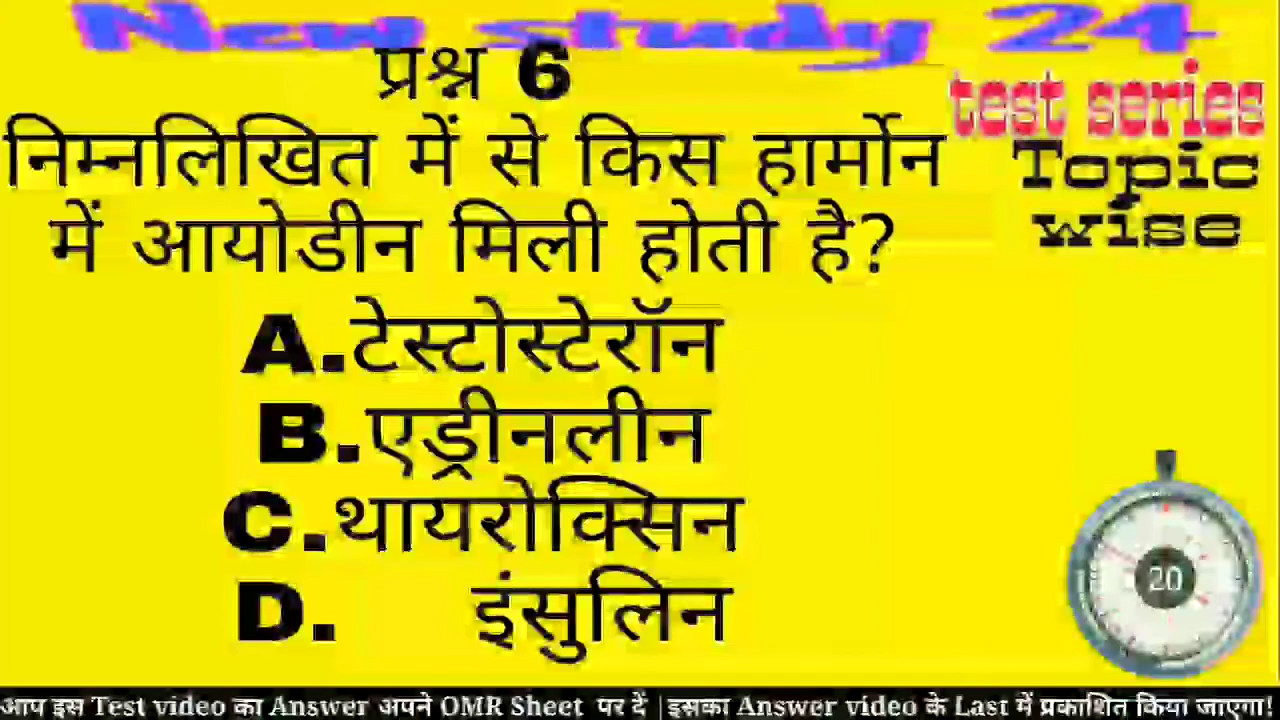 New study 24
प्रश्न 6
test series
Topic
wise
निम्नलिखित में से किस हार्मोन
में आयोडीन मिली होती है?
A.टेस्टोस्टेरॉन
B.एड्रीनलीन
C.थायरोक्सिन
D. इंसुलिन
20
आप इस Test video का Answer अपने OMR Sheet पर दें |इसका Answer video के Last में प्रकाशित किया जाएगा!